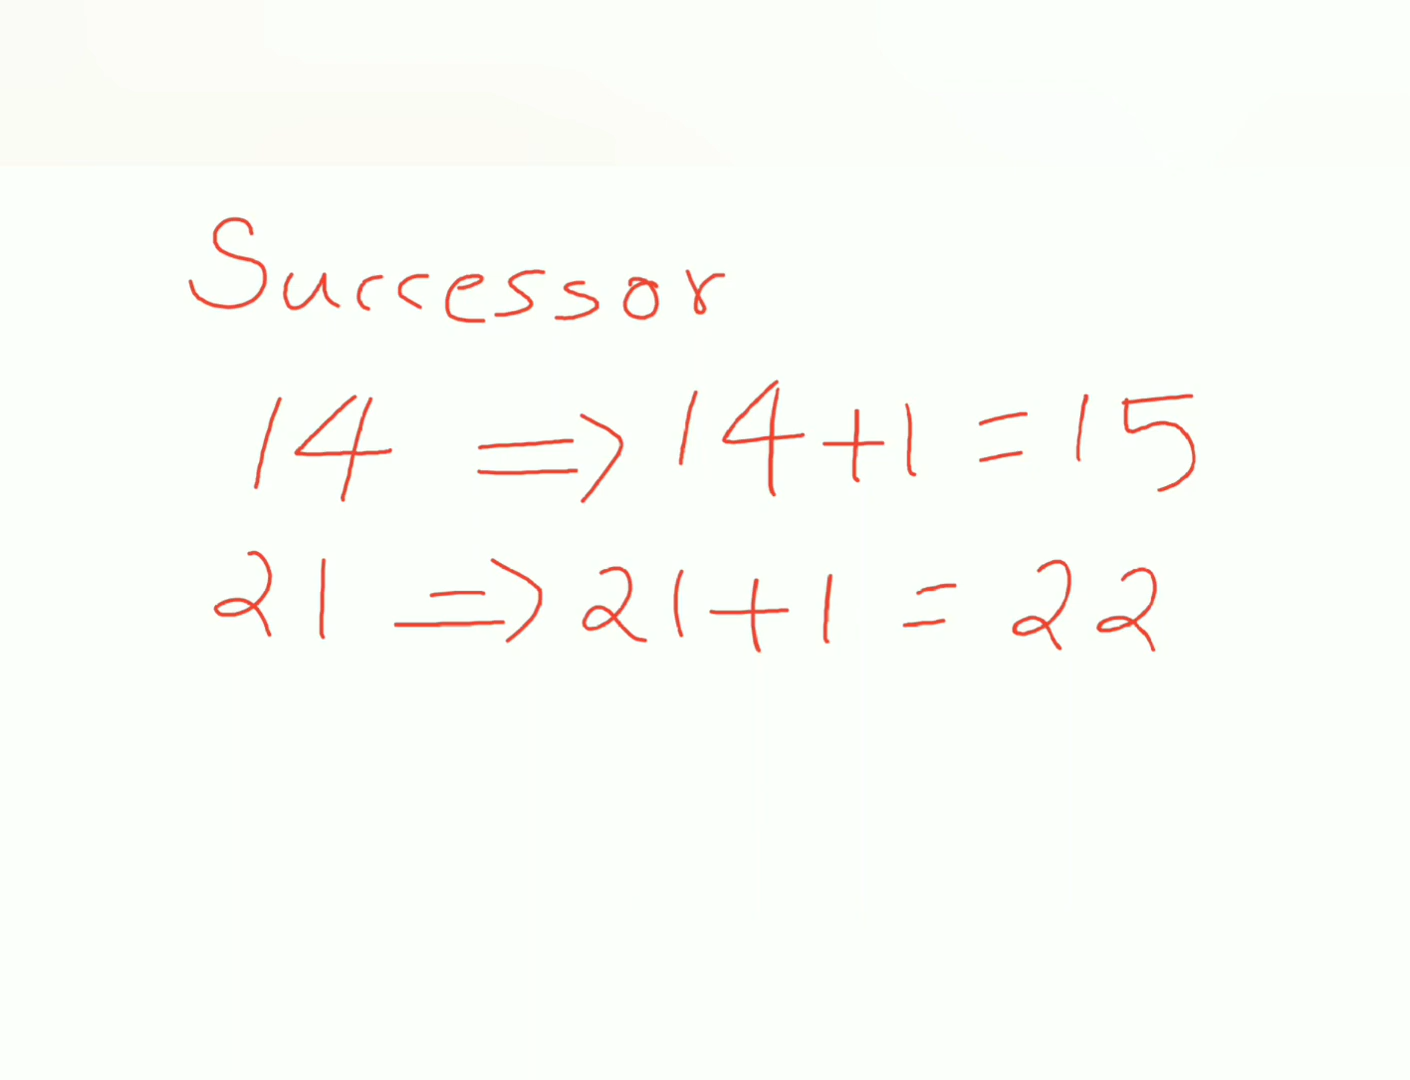 Successor
14 ⇒ 14+1=15
21 ⇒ 21+1=22